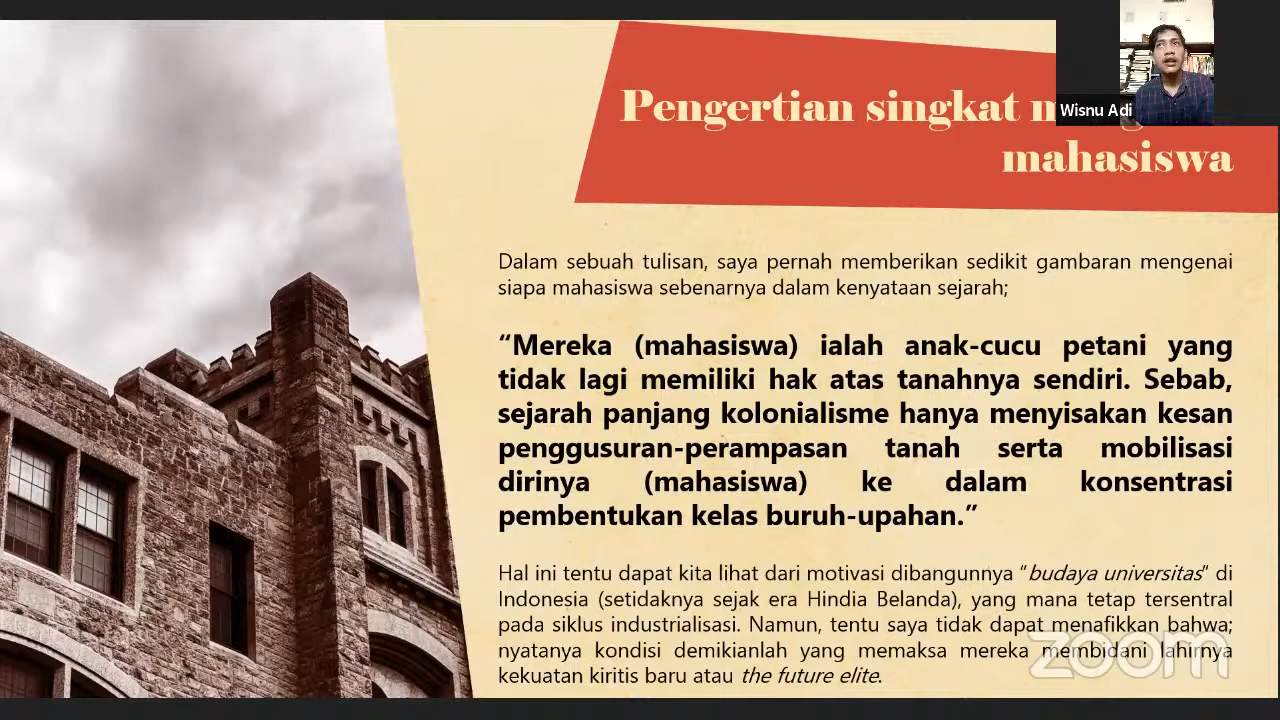 Pengertian singkat
mahasiswa
Wisnu Adi
Dalam sebuah tulisan, saya pernah memberikan sedikit gambaran mengenai
siapa mahasiswa sebenarnya dalam kenyataan sejarah;
“Mereka (mahasiswa) ialah anak-cucu petani yang
tidak lagi memiliki hak atas tanahnya sendiri. Sebab,
sejarah panjang kolonialisme hanya menyisakan kesan
penggusuran-perampasan tanah serta mobilisasi
dirinya (mahasiswa) ke dalam konsentrasi
pembentukan kelas buruh-upahan.”
Hal ini tentu dapat kita lihat dari motivasi dibangunnya “budaya universitas” di
Indonesia (setidaknya sejak era Hindia Belanda), yang mana tetap tersentral
pada siklus industrialisasi. Namun, tentu saya tidak dapat menafikkan bahwa;
nyatanya kondisi demikianlah yang memaksa mereka membidani lahirnya
kekuatan kiritis baru atau the future elite.
zoom